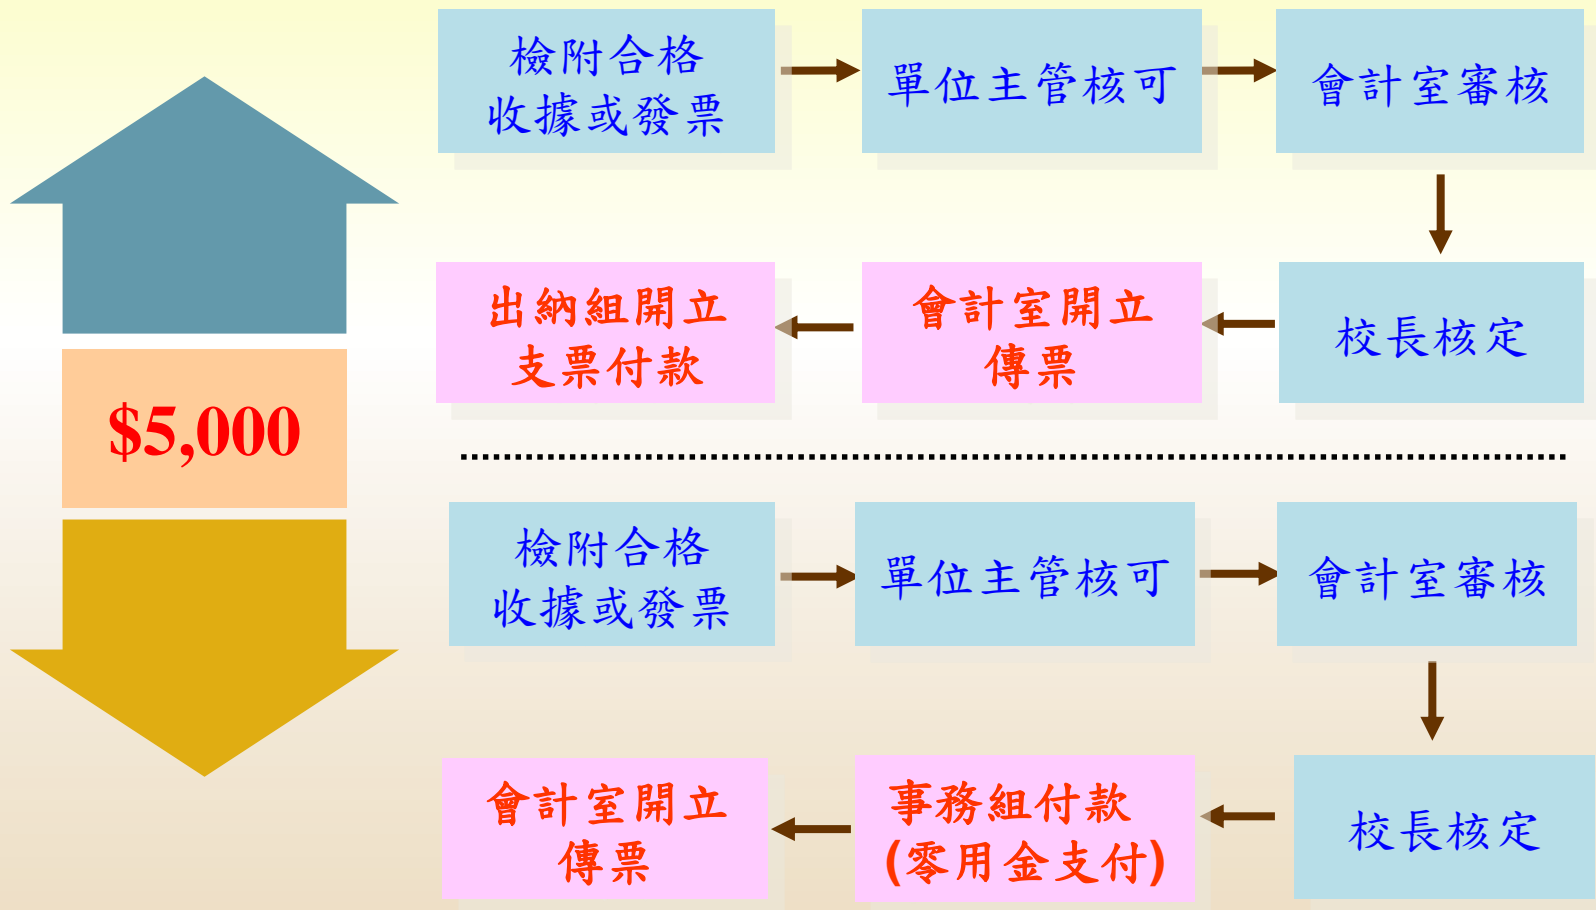 檢附合格
收據或發票
單位主管核可
會計室審核
校長核定
會計室開立
傳票
出納組開立
支票付款
$5,000
檢附合格
收據或發票
單位主管核可
會計室審核
校長核定
事務組付款
(零用金支付)
會計室開立
傳票